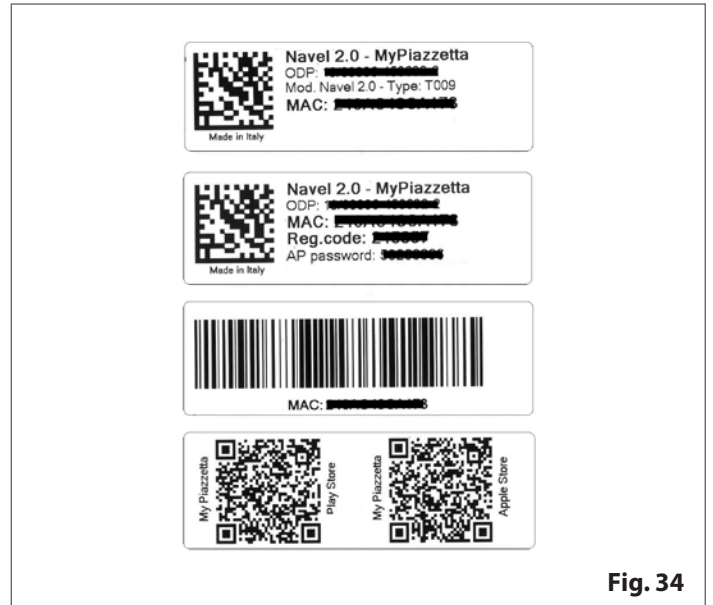 Navel 2.0 - MyPiazzetta
ODP:
Mod. Navel 2.0 - Type: T009
MAC:
Made in Italy
Navel 2.0 - MyPiazzetta
ODP:
MAC:
Reg.code:
AP password:
Made in Italy
MAC:
My Piazzetta
Play Store
My Piazzetta
Apple Store
Fig. 34